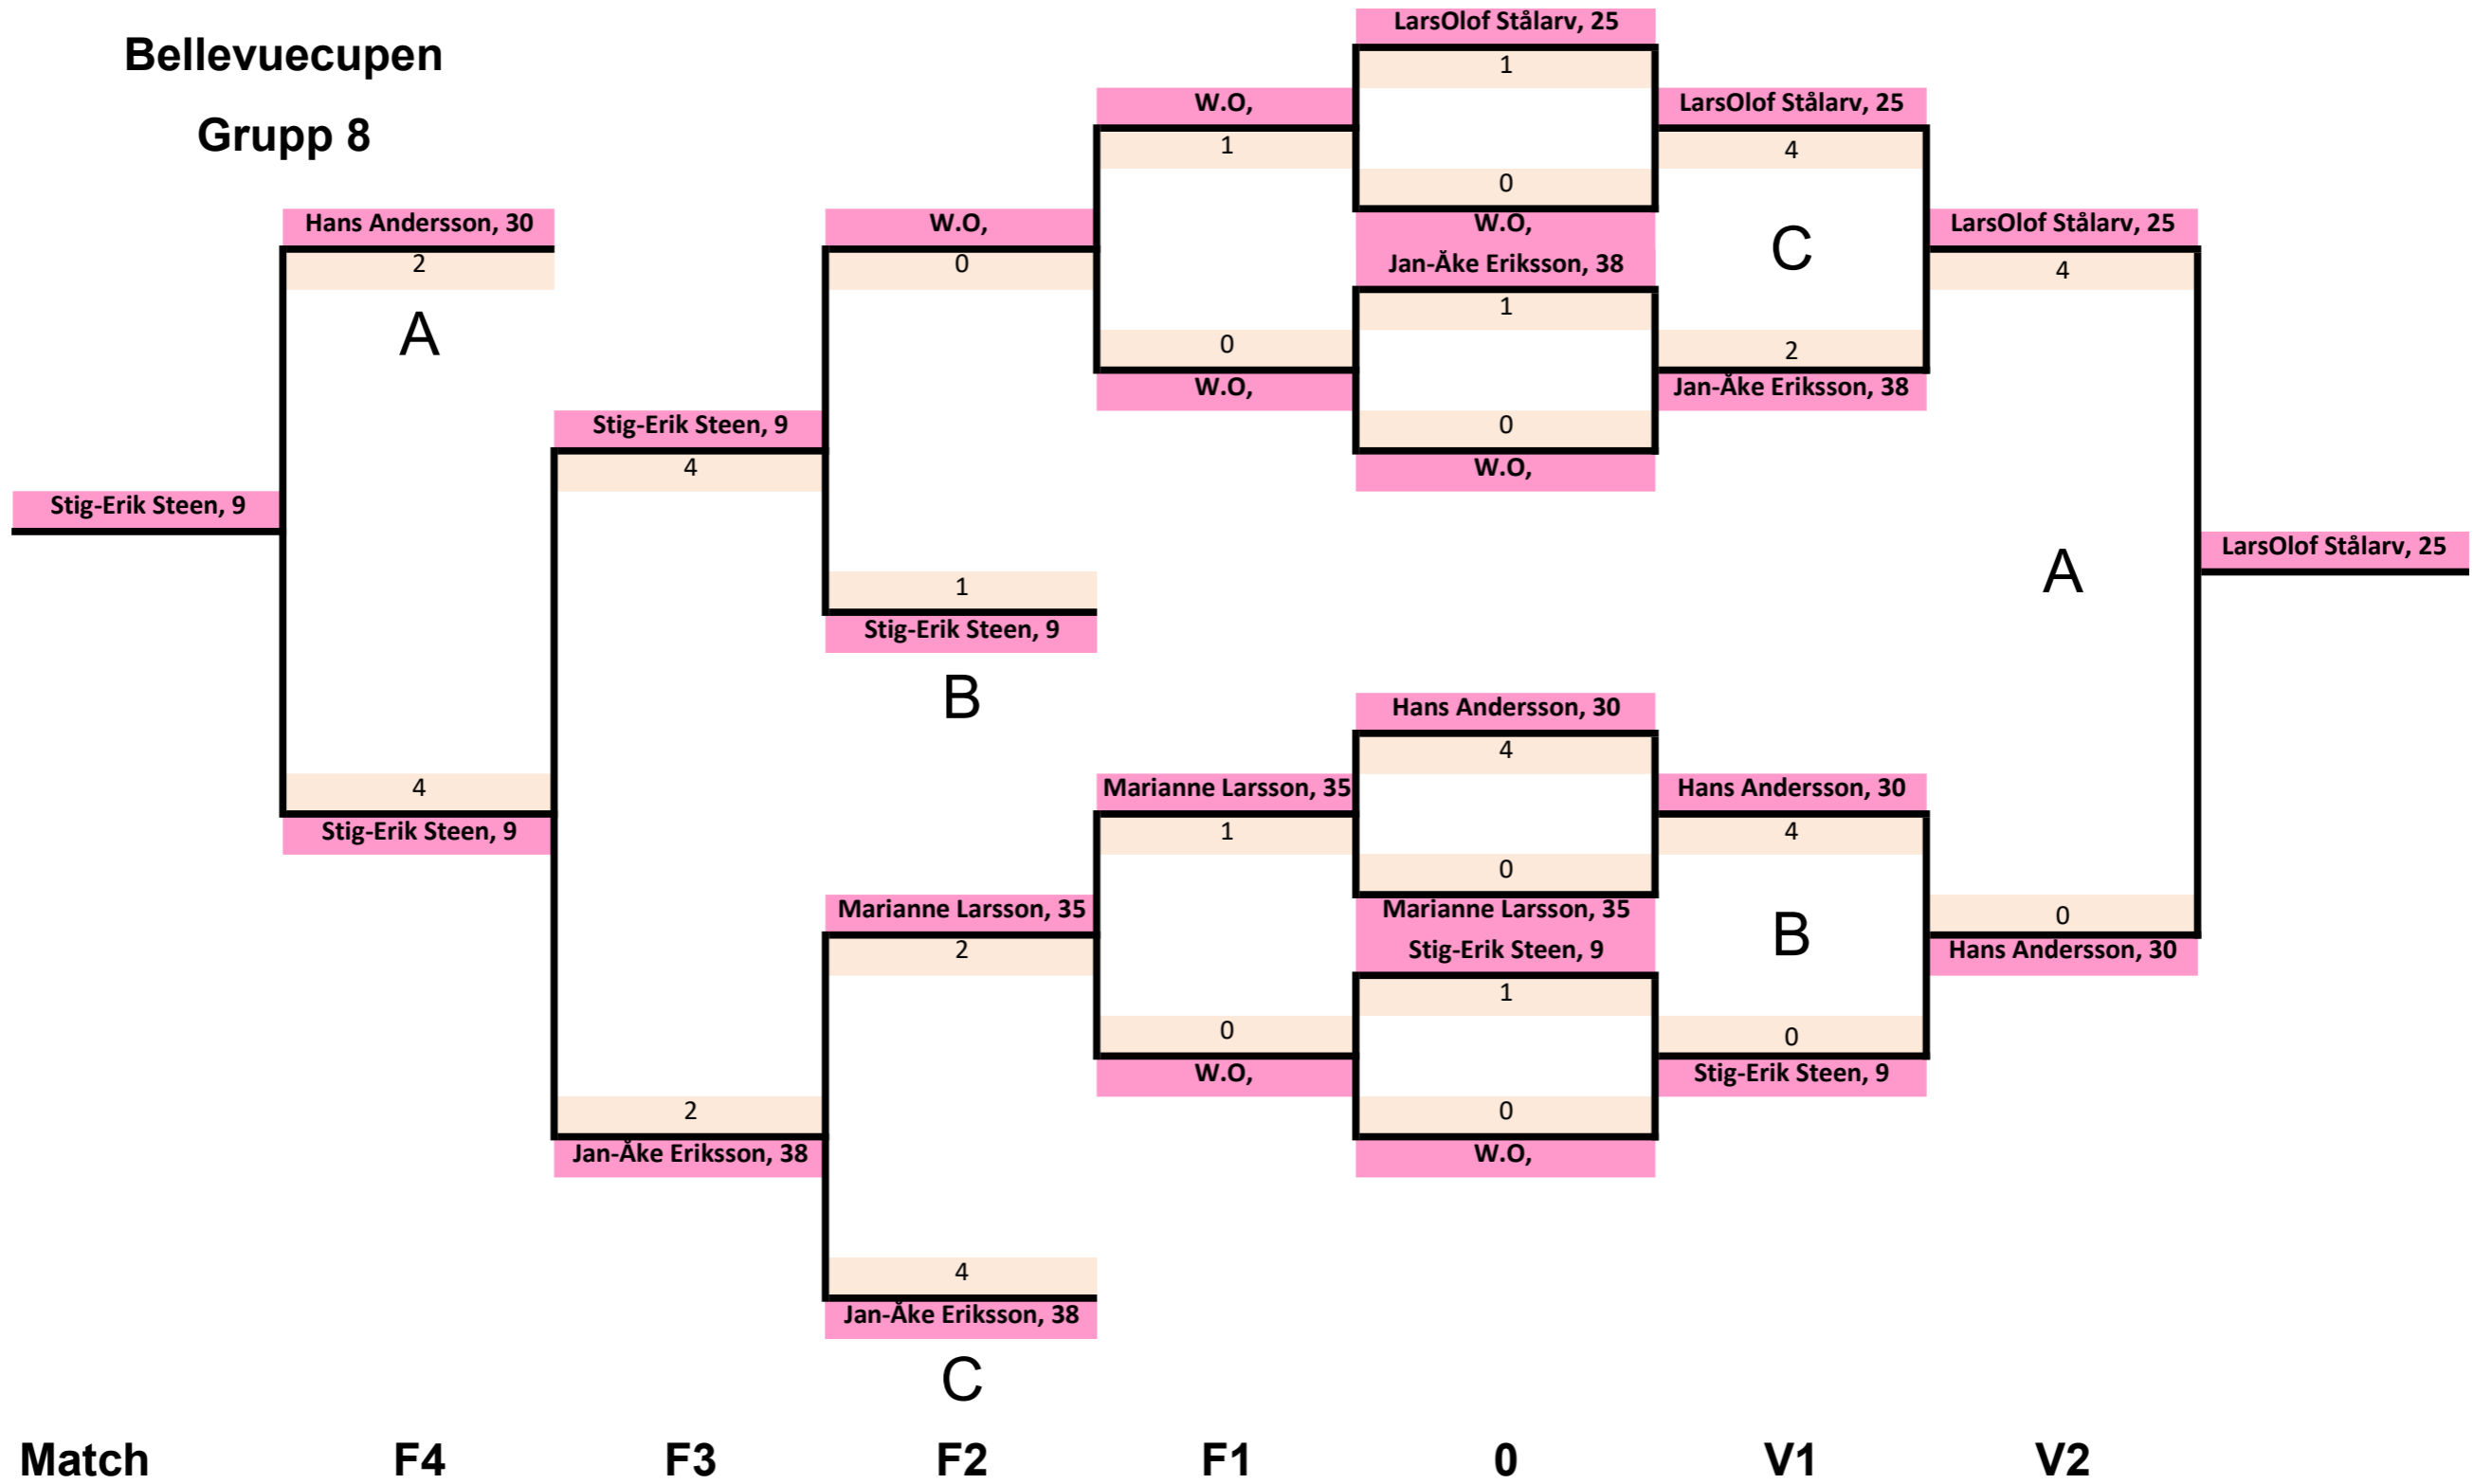 Bellevuecupen
Grupp 8
LarsOlof Stålarv, 25
1
W.O,
LarsOlof Stålarv, 25
1
4
0
Hans Andersson, 30
W.O,
W.O,
LarsOlof Stålarv, 25
2
0
Jan-Åke Eriksson, 38
C
4
A
1
0
2
W.O,
Jan-Åke Eriksson, 38
Stig-Erik Steen, 9
0
4
W.O,
Stig-Erik Steen, 9
LarsOlof Stålarv, 25
A
1
Stig-Erik Steen, 9
B
Hans Andersson, 30
4
4
Marianne Larsson, 35
Hans Andersson, 30
Stig-Erik Steen, 9
1
4
0
Marianne Larsson, 35
Marianne Larsson, 35
0
2
Stig-Erik Steen, 9
B
Hans Andersson, 30
1
0
0
W.O,
Stig-Erik Steen, 9
2
0
Jan-Åke Eriksson, 38
W.O,
4
Jan-Åke Eriksson, 38
C
Match F4 F3 F2 F1 0 V1 V2